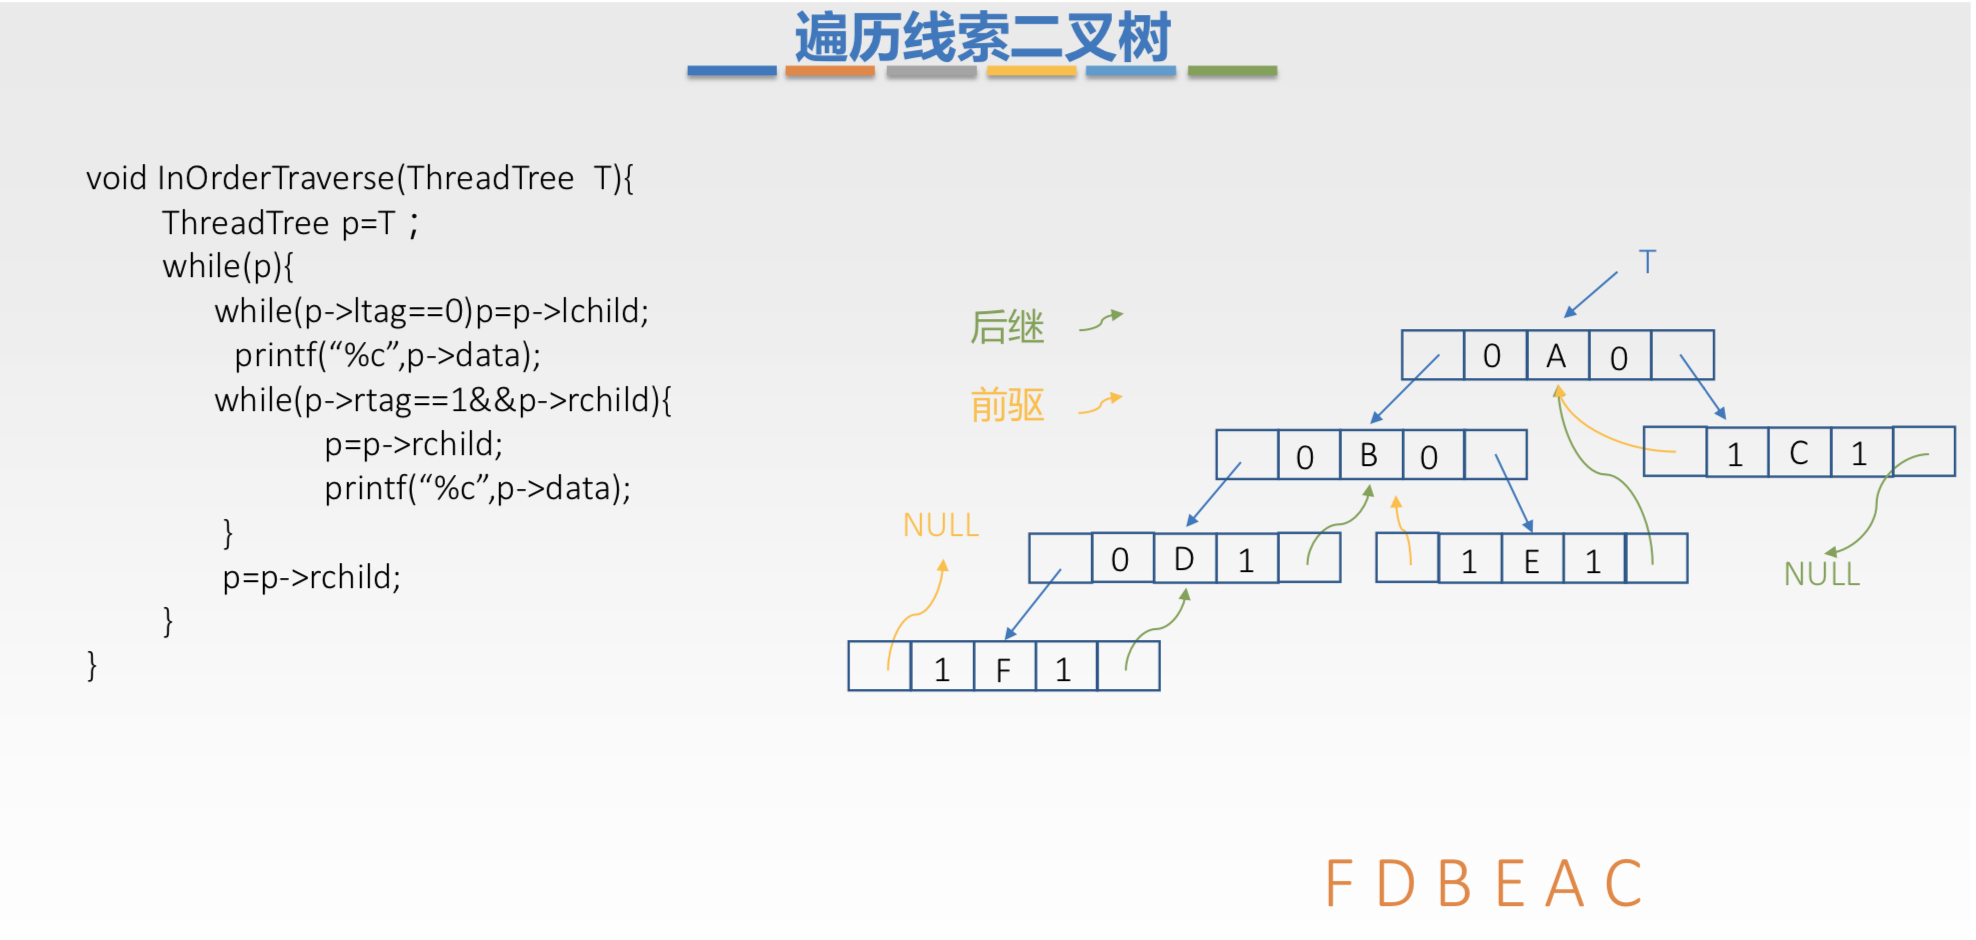 遍历线索二叉树
void InOrderTraverse(ThreadTree T){
ThreadTree p=T ；
while(p){
while(p->ltag==0)p=p->lchild;
printf(“%c”,p->data);
while(p->rtag==1&&p->rchild){
p=p->rchild;
printf(“%c”,p->data);
}
p=p->rchild;
}
}
后继
前驱
T
0 A 0
0 B 0
1 C 1
NULL
0 D 1
1 E 1
NULL
1 F 1
F D B E A C